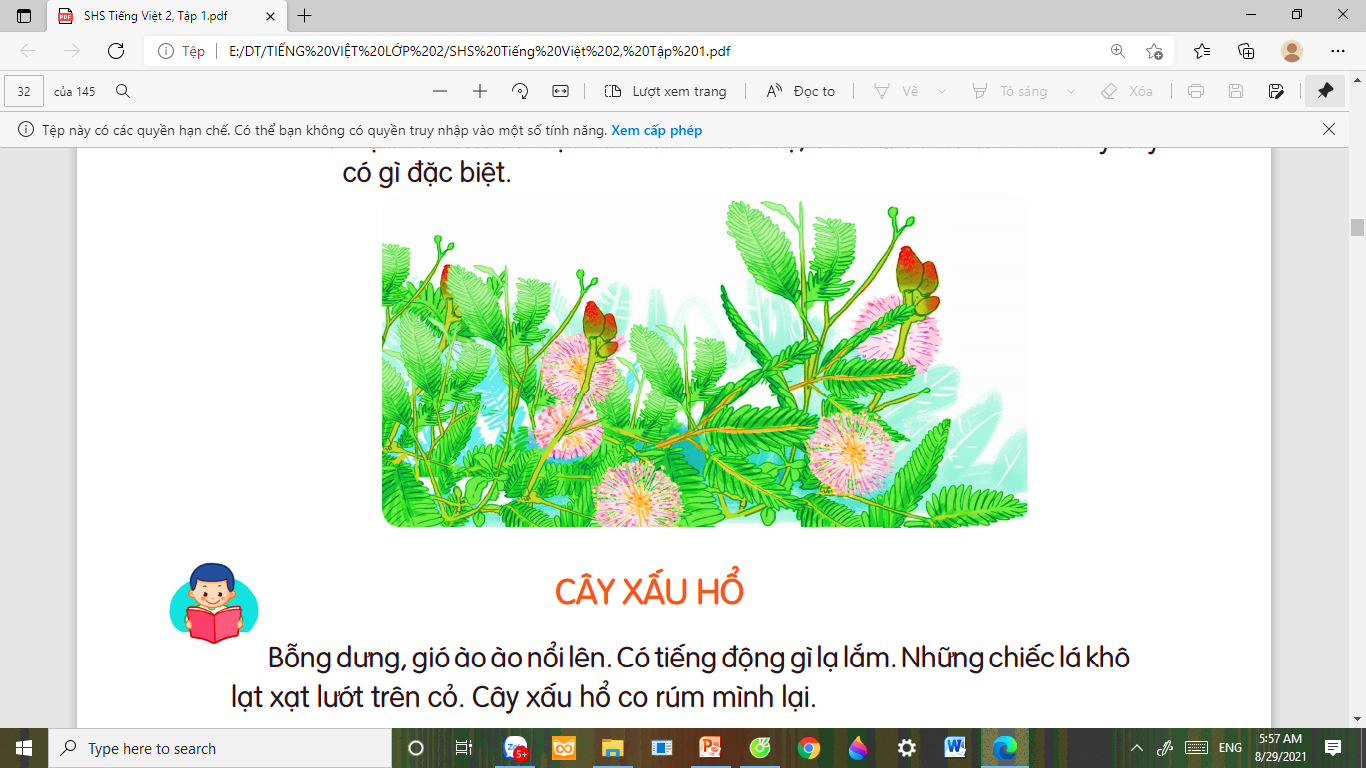 SHS Tiếng Việt 2, Tập 1.pdf
Tệp
E:/DT/TIẾNG%20VIỆT%20LỚP%202/SHS%20Tiếng%20Việt%202,%20Tập%201.pdf
32 của 145 Lượt xem trang Đọc to Vẽ Tô sáng Xóa
Tệp này có các quyền hạn chế. Có thể bạn không có quyền truy nhập vào một số tính năng. Xem cấp phép
có gì đặc biệt.
CÂY XẤU HỔ
Bỗng dưng, gió ào ào nổi lên. Có tiếng động gì lạ lắm. Những chiếc lá khô
lạt xạt lướt trên cỏ. Cây xấu hổ co rúm mình lại.
Type here to search
5+
ENG
5:57 AM
8/29/2021